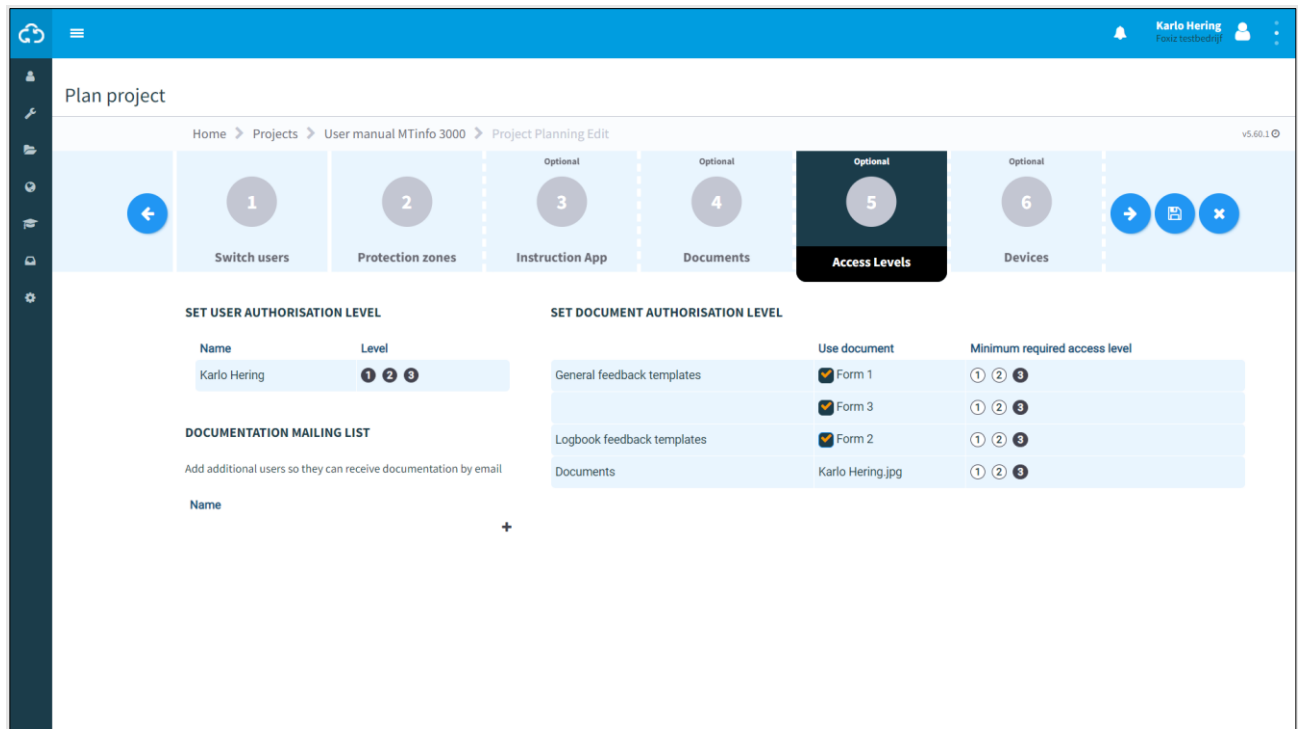 Karlo Hering
Foxiz testbedrijf
Plan project
Home Projects User manual MTinfo 3000 Project Planning Edit
v5.60.1
Optional Optional Optional Optional
1 2 3 4 5 6
Switch users Protection zones Instruction App Documents Access Levels Devices
SET USER AUTHORISATION LEVEL
Name Level
Karlo Hering 1 2 3
DOCUMENTATION MAILING LIST
Add additional users so they can receive documentation by email
Name
SET DOCUMENT AUTHORISATION LEVEL
Use document Minimum required access level
General feedback templates Form 1 1 2 3
Form 3 1 2 3
Logbook feedback templates Form 2 1 2 3
Documents Karlo Hering.jpg 1 2 3